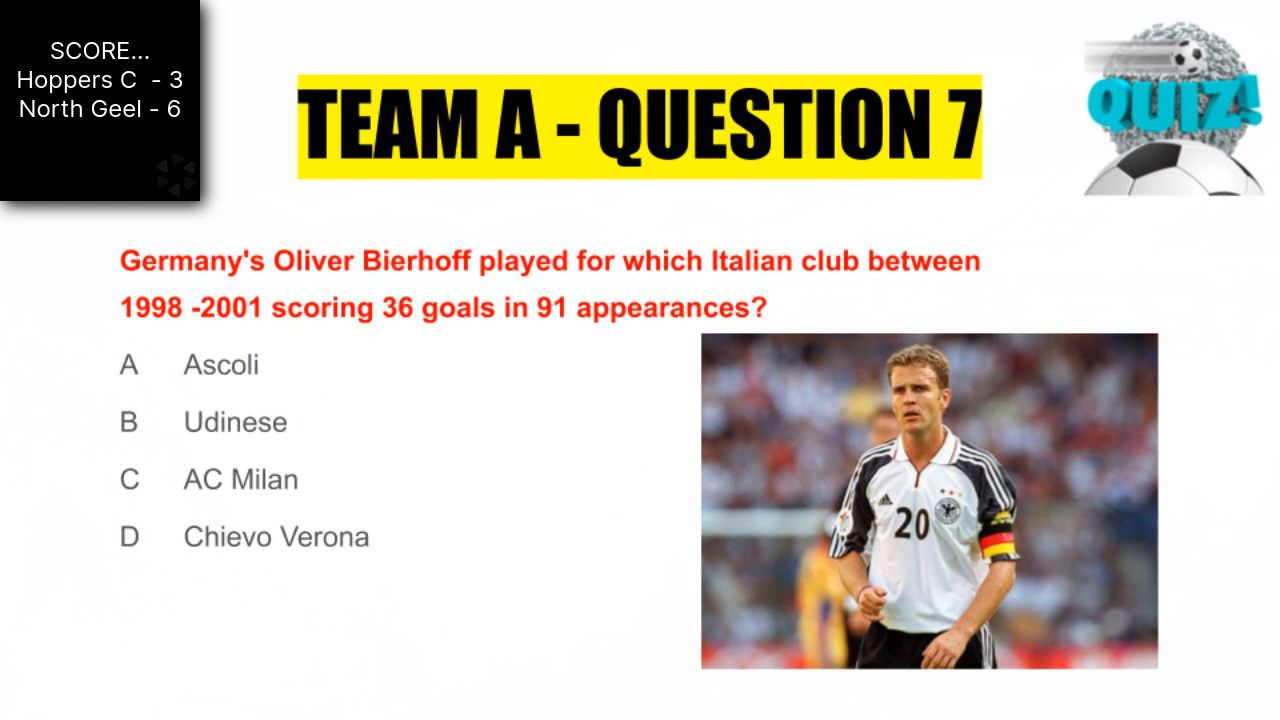 SCORE...
Hoppers C - 3
North Geel - 6
TEAM A - QUESTION 7
QUIZ!
Germany's Oliver Bierhoff played for which Italian club between
1998 -2001 scoring 36 goals in 91 appearances?
A Ascoli
B Udinese
C AC Milan
D Chievo Verona
20